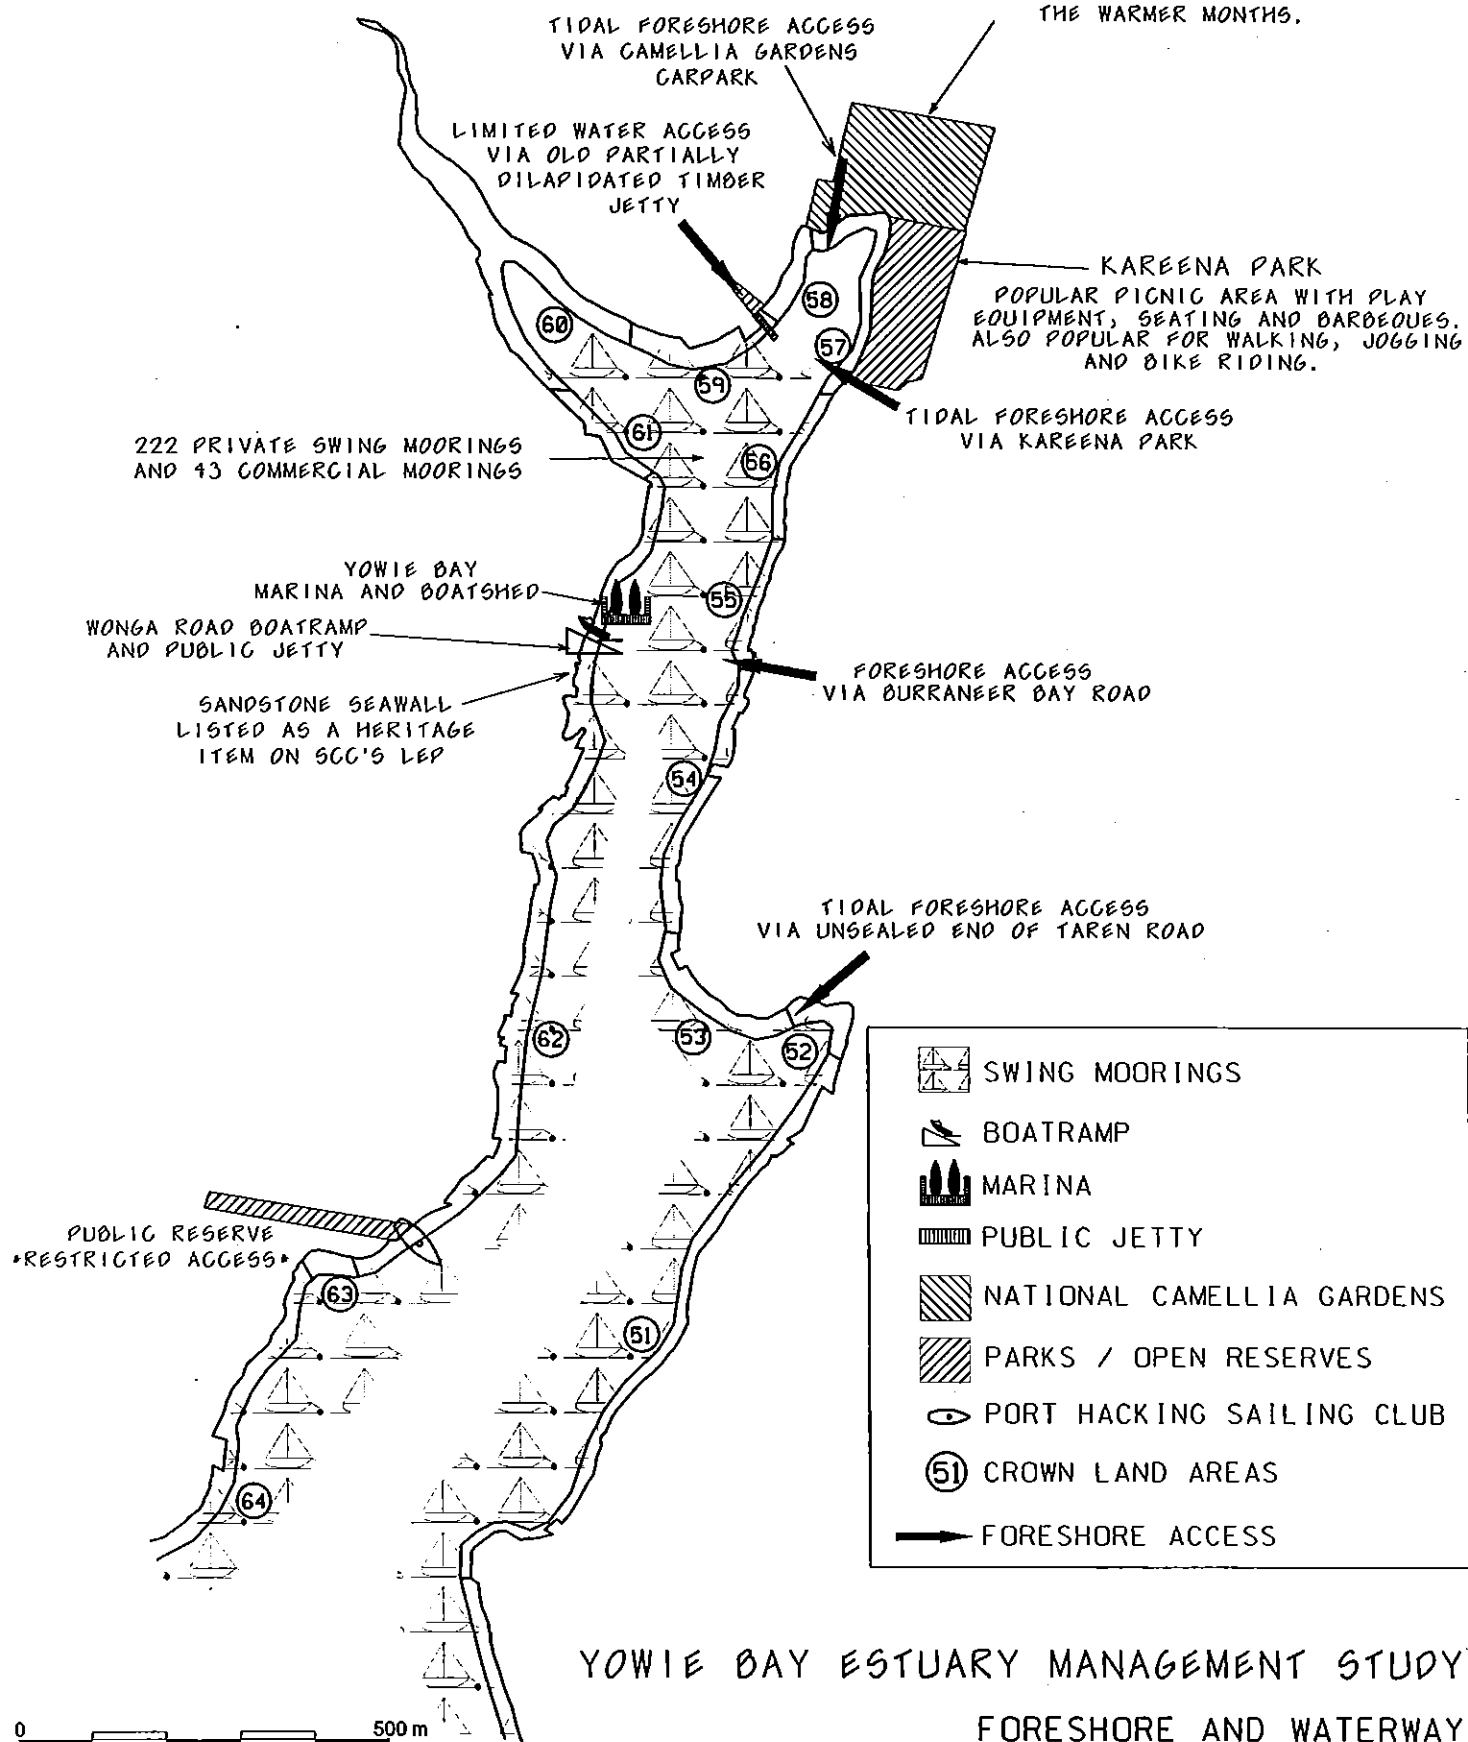 THE WARMER MONTHS.
TIDAL FORESHORE ACCESS
VIA CAMELLIA GARDENS
CARPARK
LIMITED WATER ACCESS
VIA OLD PARTIALLY
DILAPIDATED TIMBER
JETTY
KAREENA PARK
POPULAR PICNIC AREA WITH PLAY
EQUIPMENT, SEATING AND BARBEQUES.
ALSO POPULAR FOR WALKING, JOGGING
AND BIKE RIDING.
58
60
57
59
TIDAL FORESHORE ACCESS
VIA KAREENA PARK
61
222 PRIVATE SWING MOORINGS
AND 43 COMMERCIAL MOORINGS
56
YOWIE BAY
MARINA AND BOATSHED
55
WONGA ROAD BOATRAMP
AND PUBLIC JETTY
FORESHORE ACCESS
VIA BURRANEER BAY ROAD
SANDSTONE SEAWALL
LISTED AS A HERITAGE
ITEM ON SCC'S LEP
54
TIDAL FORESHORE ACCESS
VIA UNSEALED END OF TAREN ROAD
62
53
52
PUBLIC RESERVE
*RESTRICTED ACCESS*
63
51
64
SWING MOORINGS
BOATRAMP
MARINA
PUBLIC JETTY
NATIONAL CAMELLIA GARDENS
PARKS / OPEN RESERVES
PORT HACKING SAILING CLUB
51 CROWN LAND AREAS
FORESHORE ACCESS
YOWIE BAY ESTUARY MANAGEMENT STUDY
FORESHORE AND WATERWAY
0 500 m